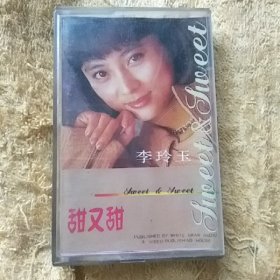 李玲玉
Sweet & Sweet
甜又甜
Sweet & Sweet
PUBLISHED BY WHITE SWAN AUDIO
& VIDEO PUBLISHING HOUSE